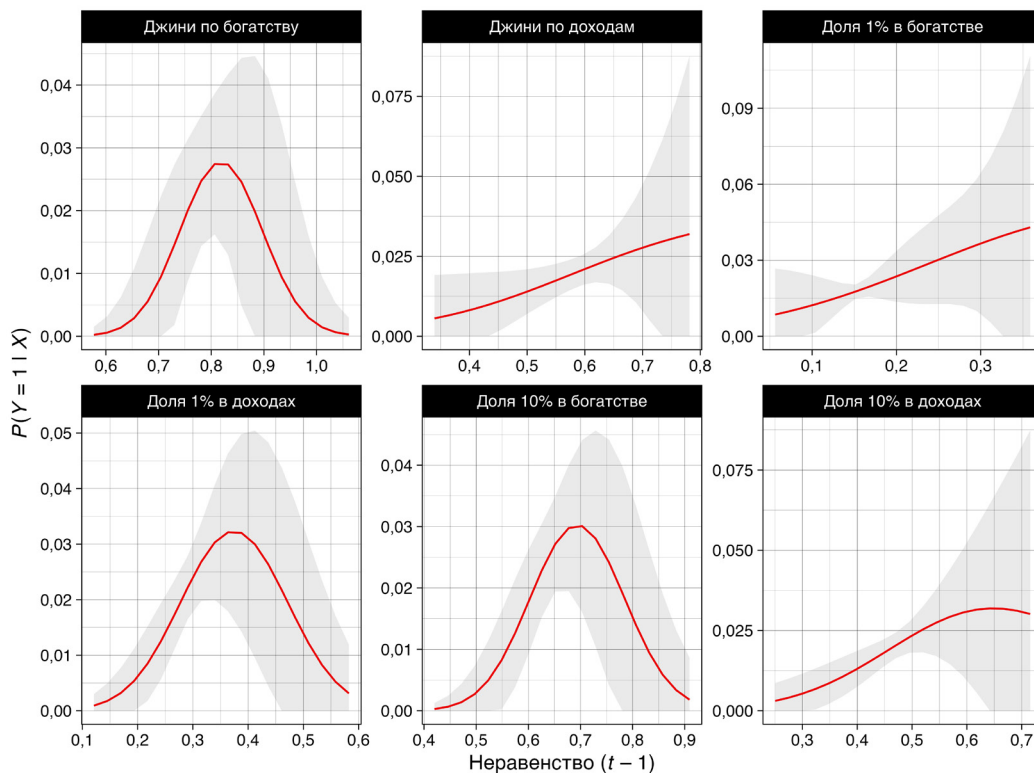 Джини по богатству
Джини по доходам
Доля 1% в богатстве
0,04
0,03
0,02
0,01
0,00
0,6 0,7 0,8 0,9 1,0
0,075
0,050
0,025
0,000
0,4 0,5 0,6 0,7 0,8
0,09
0,06
0,03
0,00
0,1 0,2 0,3
P(Y = 1 | X)
Доля 1% в доходах
Доля 10% в богатстве
Доля 10% в доходах
0,05
0,04
0,03
0,02
0,01
0,00
0,1 0,2 0,3 0,4 0,5 0,6
0,04
0,03
0,02
0,01
0,00
0,4 0,5 0,6 0,7 0,8 0,9
0,075
0,050
0,025
0,000
0,3 0,4 0,5 0,6 0,7
Неравенство (t – 1)